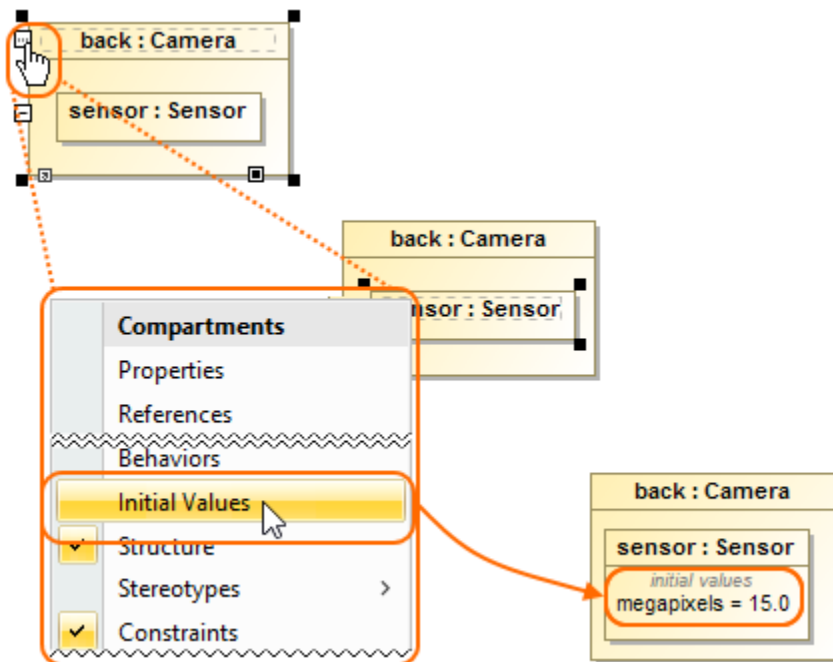 back : Camera
sensor : Sensor
back : Camera
nsor : Sensor
Compartments
Properties
References
Behaviors
Initial Values
Structure
Stereotypes
Constraints
back : Camera
sensor : Sensor
initial values
megapixels = 15.0